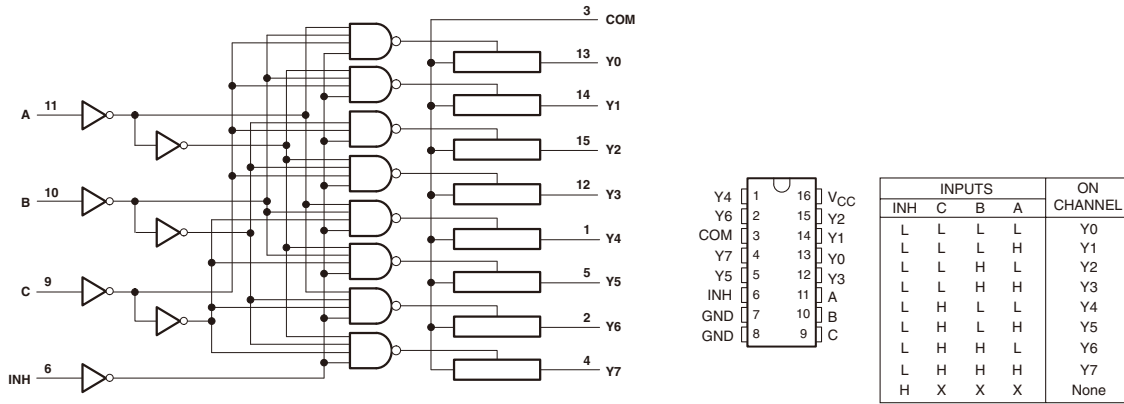 3 COM
13 Y0
14 Y1
A 11
15 Y2
B 10
12 Y3
1 Y4
C 9
5 Y5
2 Y6
INH 6
4 Y7
Y4 1 16 VCC
Y6 2 15 Y2
COM 3 14 Y1
Y7 4 13 Y0
Y5 5 12 Y3
INH 6 11 A
GND 7 10 B
GND 8 9 C
INPUTS ON CHANNEL
INH C B A
L L L L Y0
L L L H Y1
L L H L Y2
L L H H Y3
L H L L Y4
L H L H Y5
L H H L Y6
L H H H Y7
H X X X None